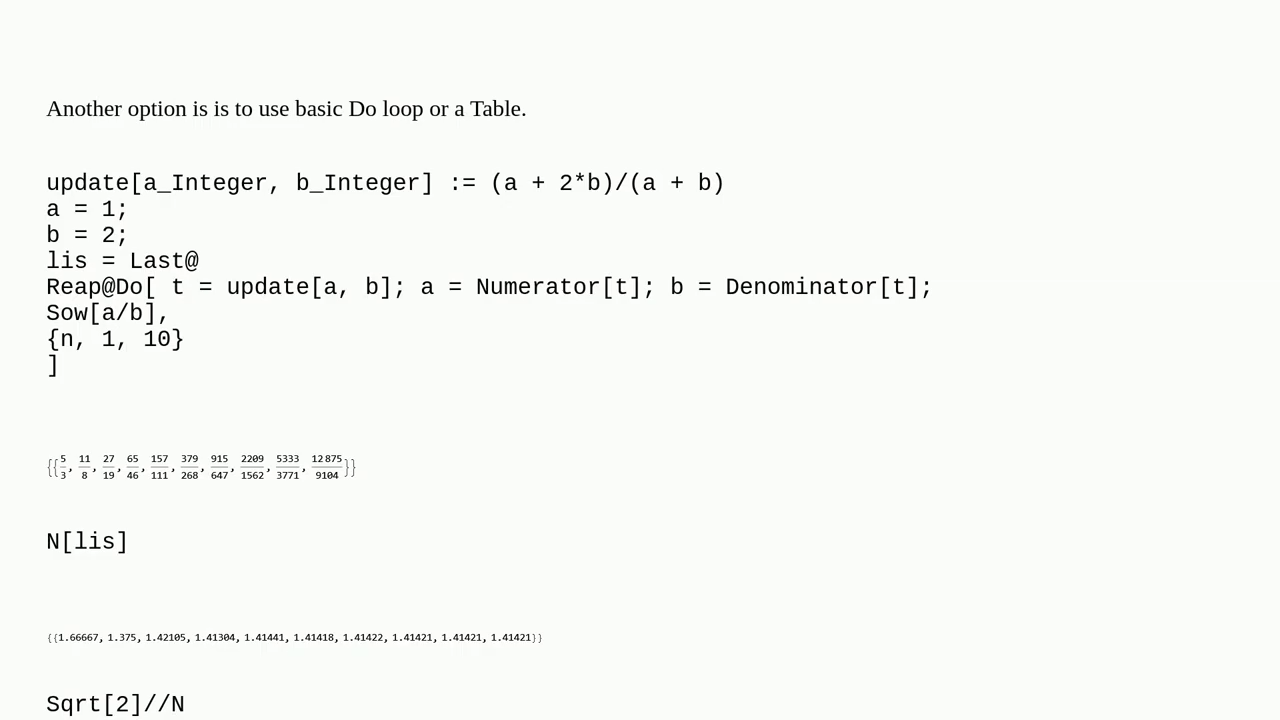 Another option is is to use basic Do loop or a Table.
update[a_Integer, b_Integer] := (a + 2*b)/(a + b)
a = 1;
b = 2;
lis = Last@
Reap@Do[ t = update[a, b]; a = Numerator[t]; b = Denominator[t];
Sow[a/b],
{n, 1, 10}
]
{{5/3, 11/8, 27/19, 65/46, 157/111, 379/268, 915/647, 2209/1562, 5333/3771, 12 875/9104}}
N[lis]
{{1.66667, 1.375, 1.42105, 1.41304, 1.41441, 1.41418, 1.41422, 1.41421, 1.41421, 1.41421}}
Sqrt[2]//N